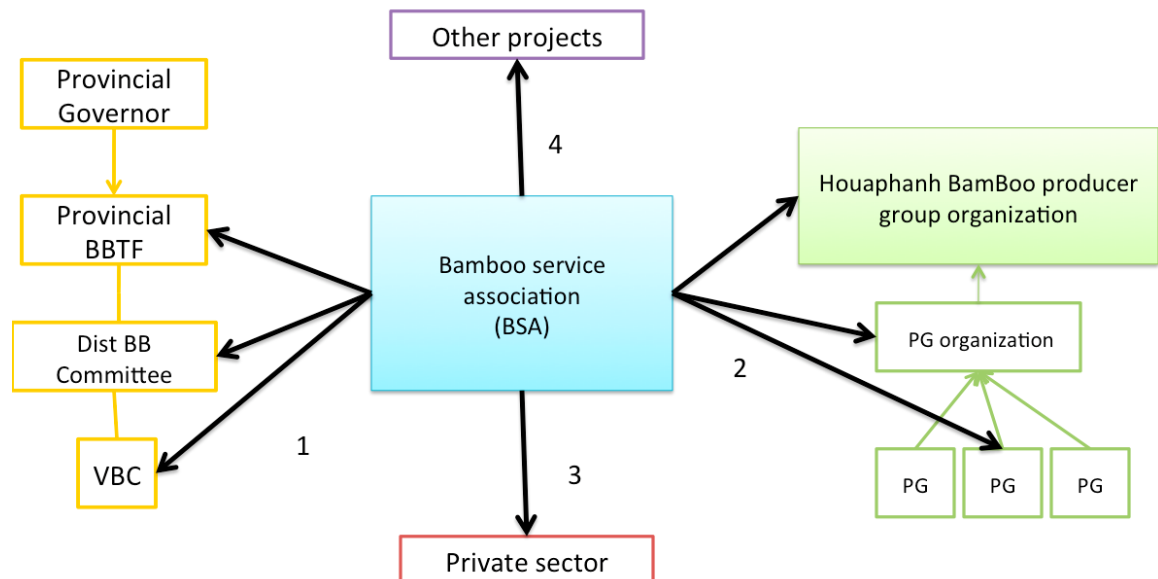 Other projects
Provincial
Governor
4
Provincial
BBTF
Houaphanh BamBoo producer
group organization
Bamboo service
association
(BSA)
Dist BB
Committee
PG organization
2
1
VBC
3
PG
PG
PG
Private sector